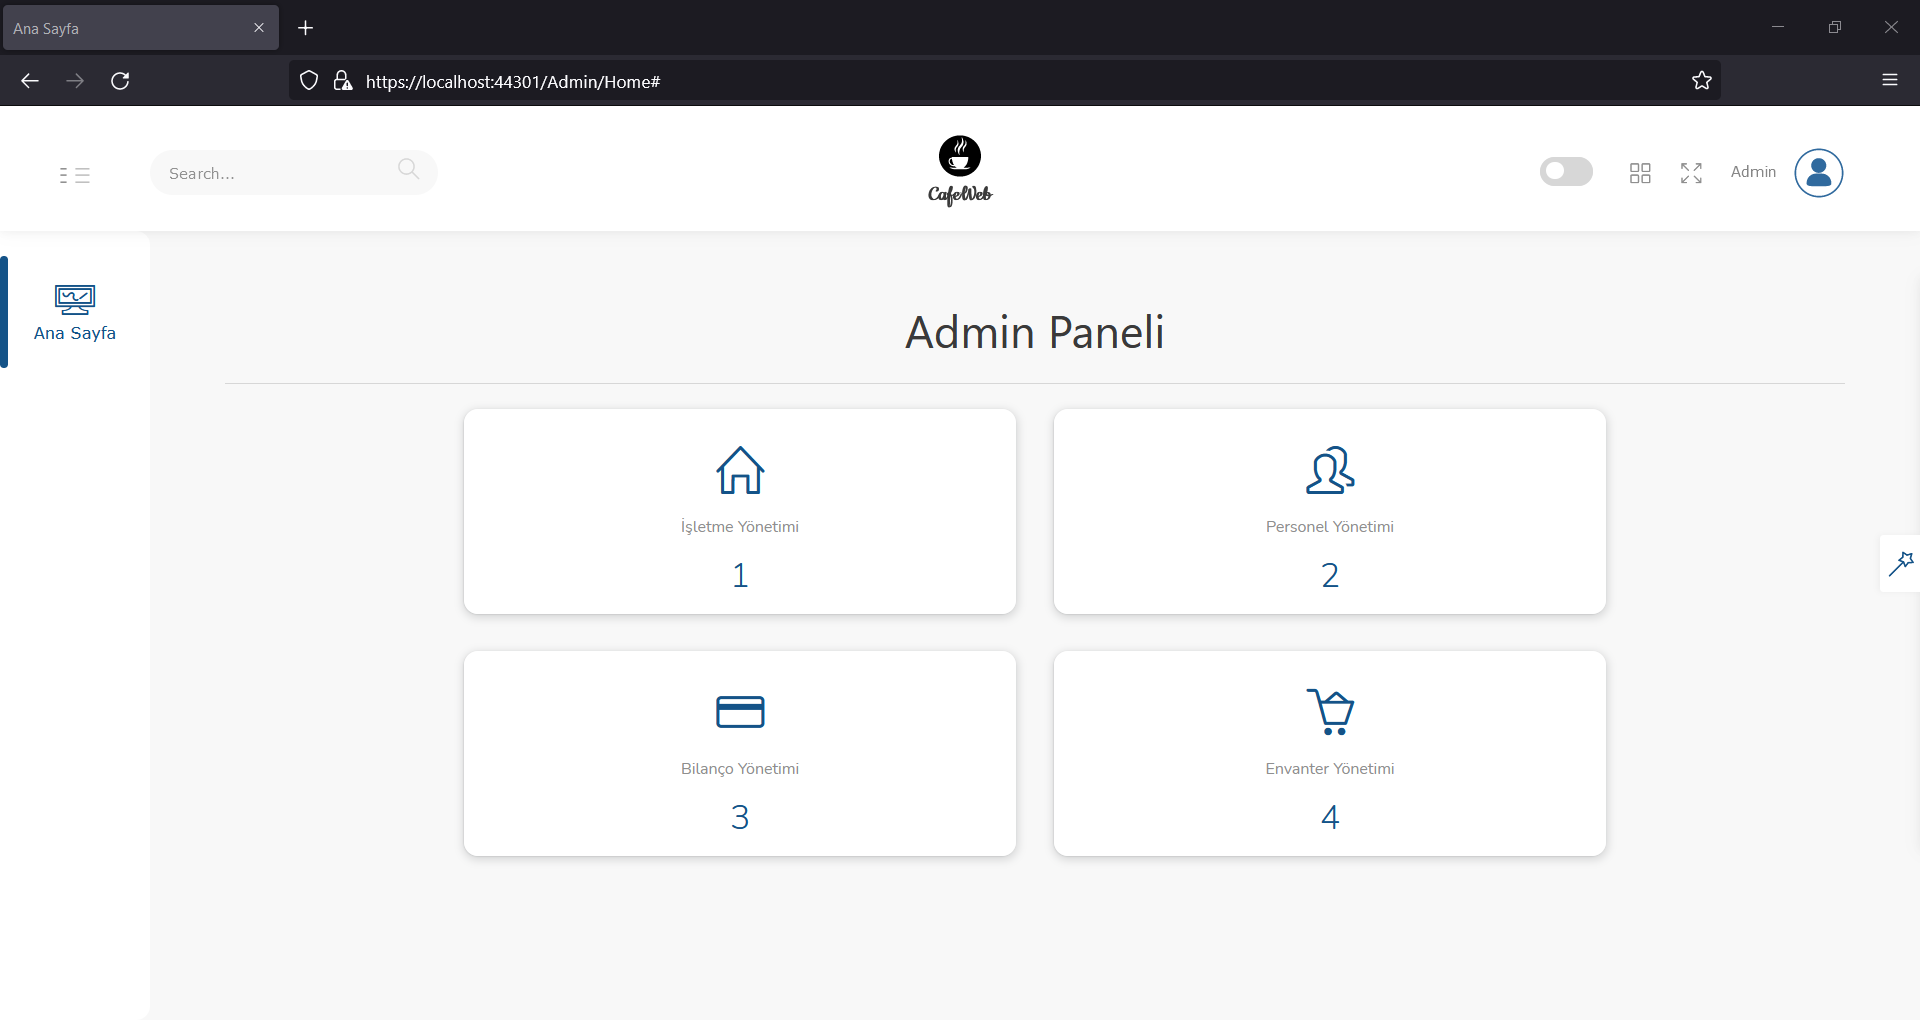 Ana Sayfa
https://localhost:44301/Admin/Home#
Search...
CafeWeb
Admin
Ana Sayfa
Admin Paneli
İşletme Yönetimi
1
Personel Yönetimi
2
Bilanço Yönetimi
3
Envanter Yönetimi
4